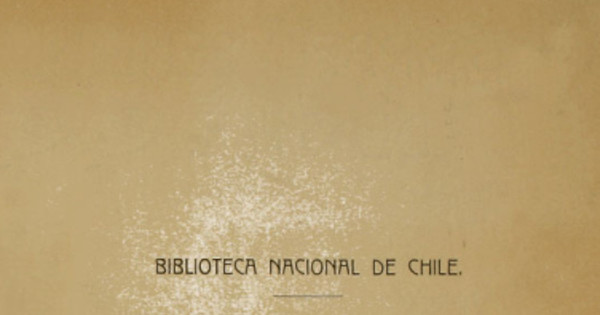 BIBLIOTECA NACIONAL DE CHILE.